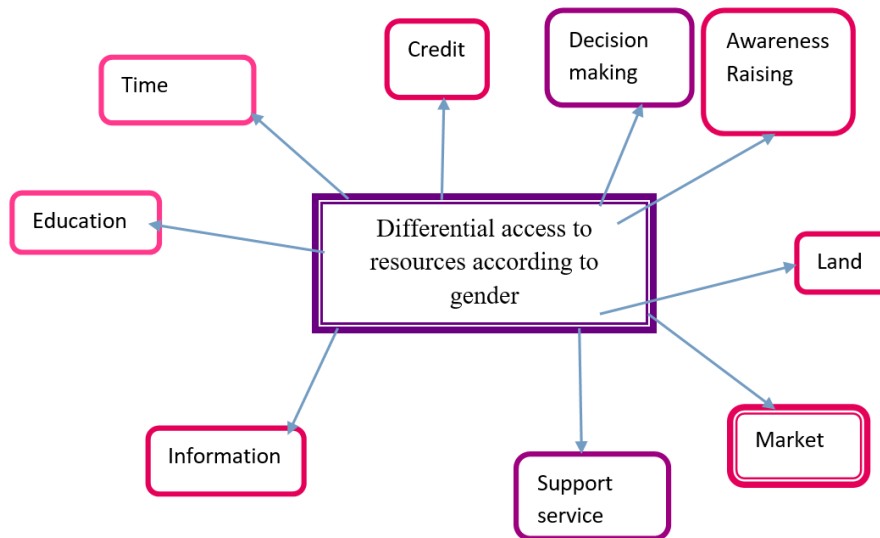 Credit
Decision
making
Awareness
Raising
Time
Education
Differential access to
resources according to
gender
Land
Information
Market
Support
service